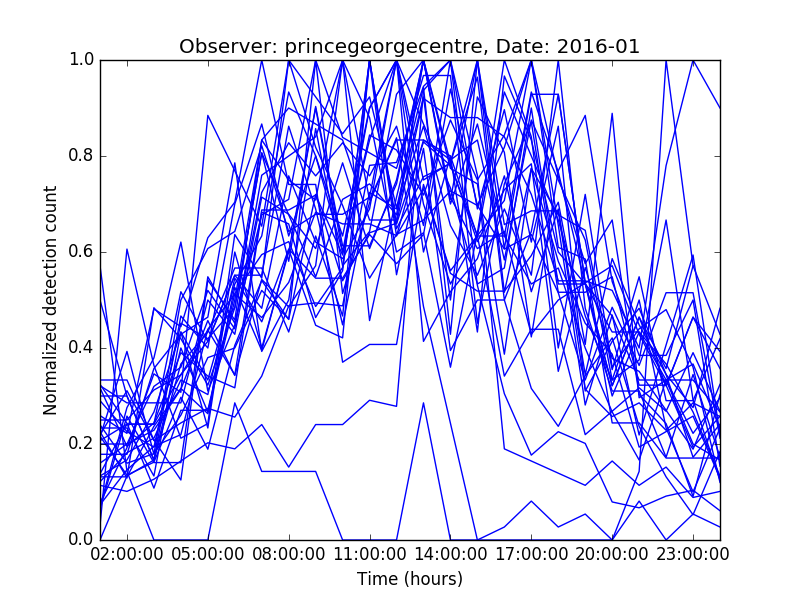 Observer: princegeorgecentre, Date: 2016-01
Normalized detection count
1.0
0.8
0.6
0.4
0.2
0.0
02:00:00 05:00:00 08:00:00 11:00:00 14:00:00 17:00:00 20:00:00 23:00:00
Time (hours)